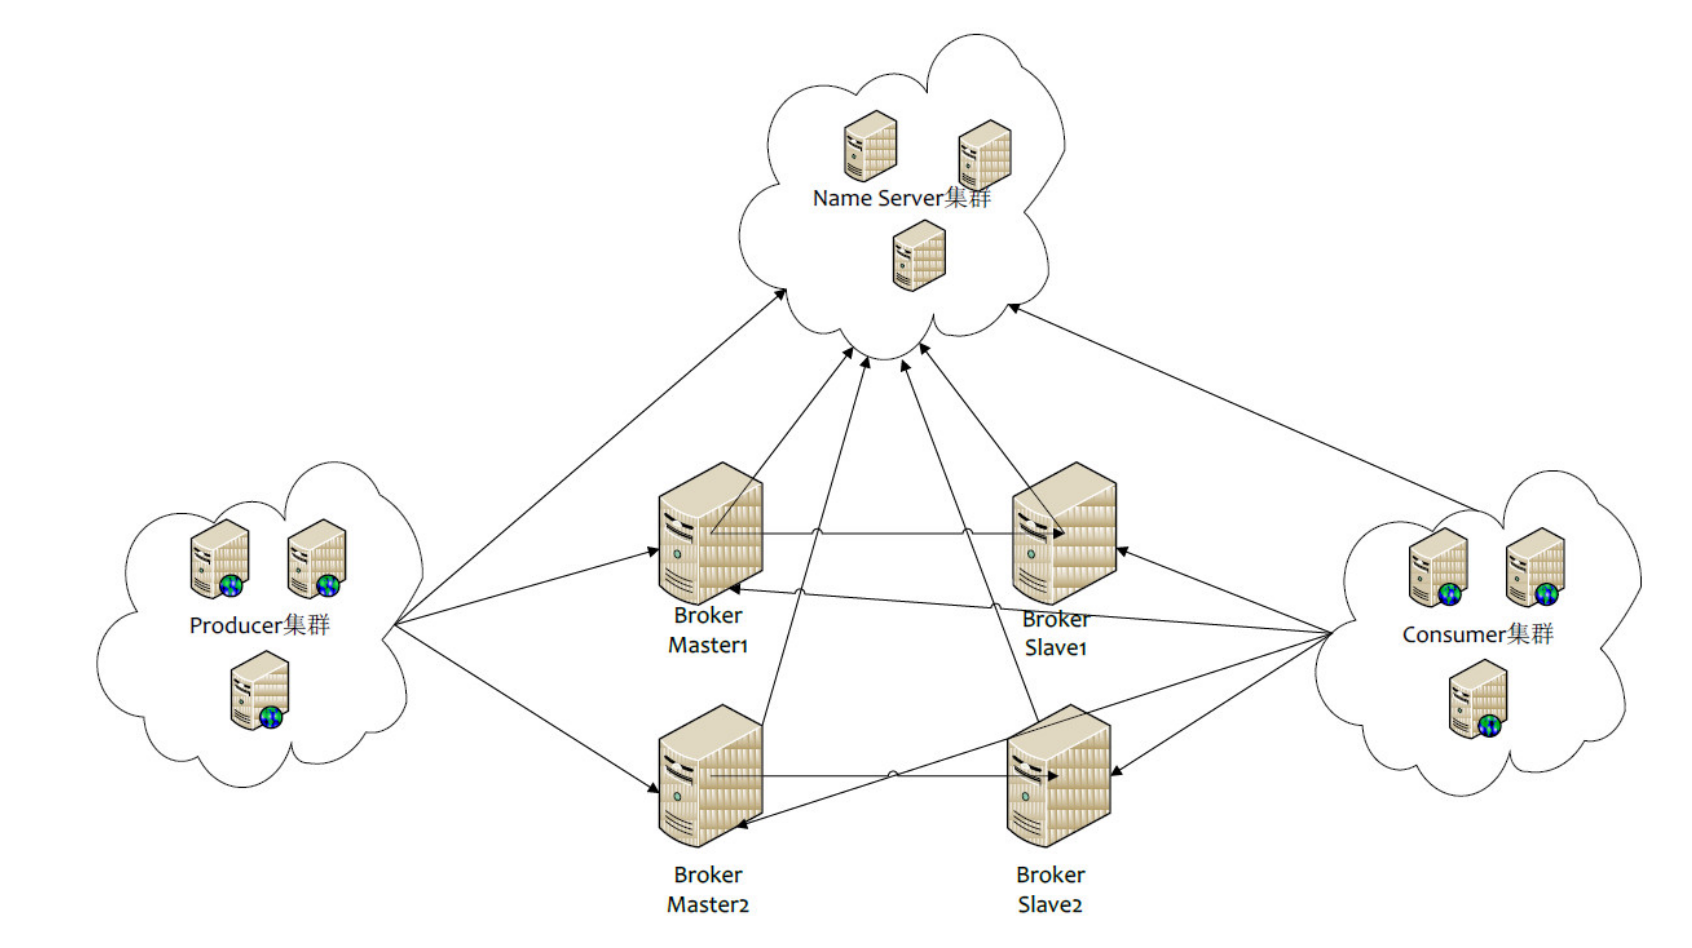 Name Server集群
Producer集群
Broker
Master1
Broker
Slave1
Consumer集群
Broker
Master2
Broker
Slave2